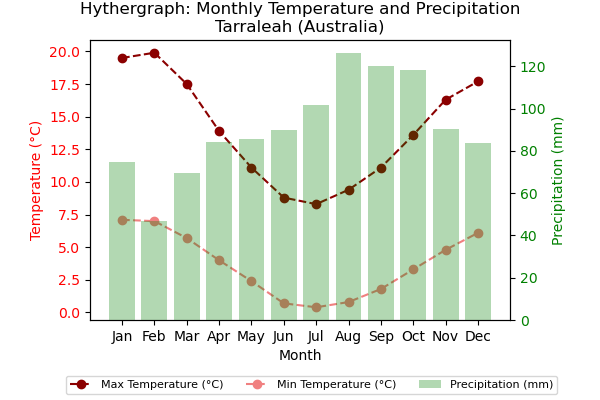 Hythergraph: Monthly Temperature and Precipitation
Tarraleah (Australia)
20.0
17.5
15.0
12.5
10.0
7.5
5.0
2.5
0.0
Temperature (°C)
120
100
80
60
40
20
0
Precipitation (mm)
Jan Feb Mar Apr May Jun Jul Aug Sep Oct Nov Dec
Month
Max Temperature (°C) Min Temperature (°C) Precipitation (mm)